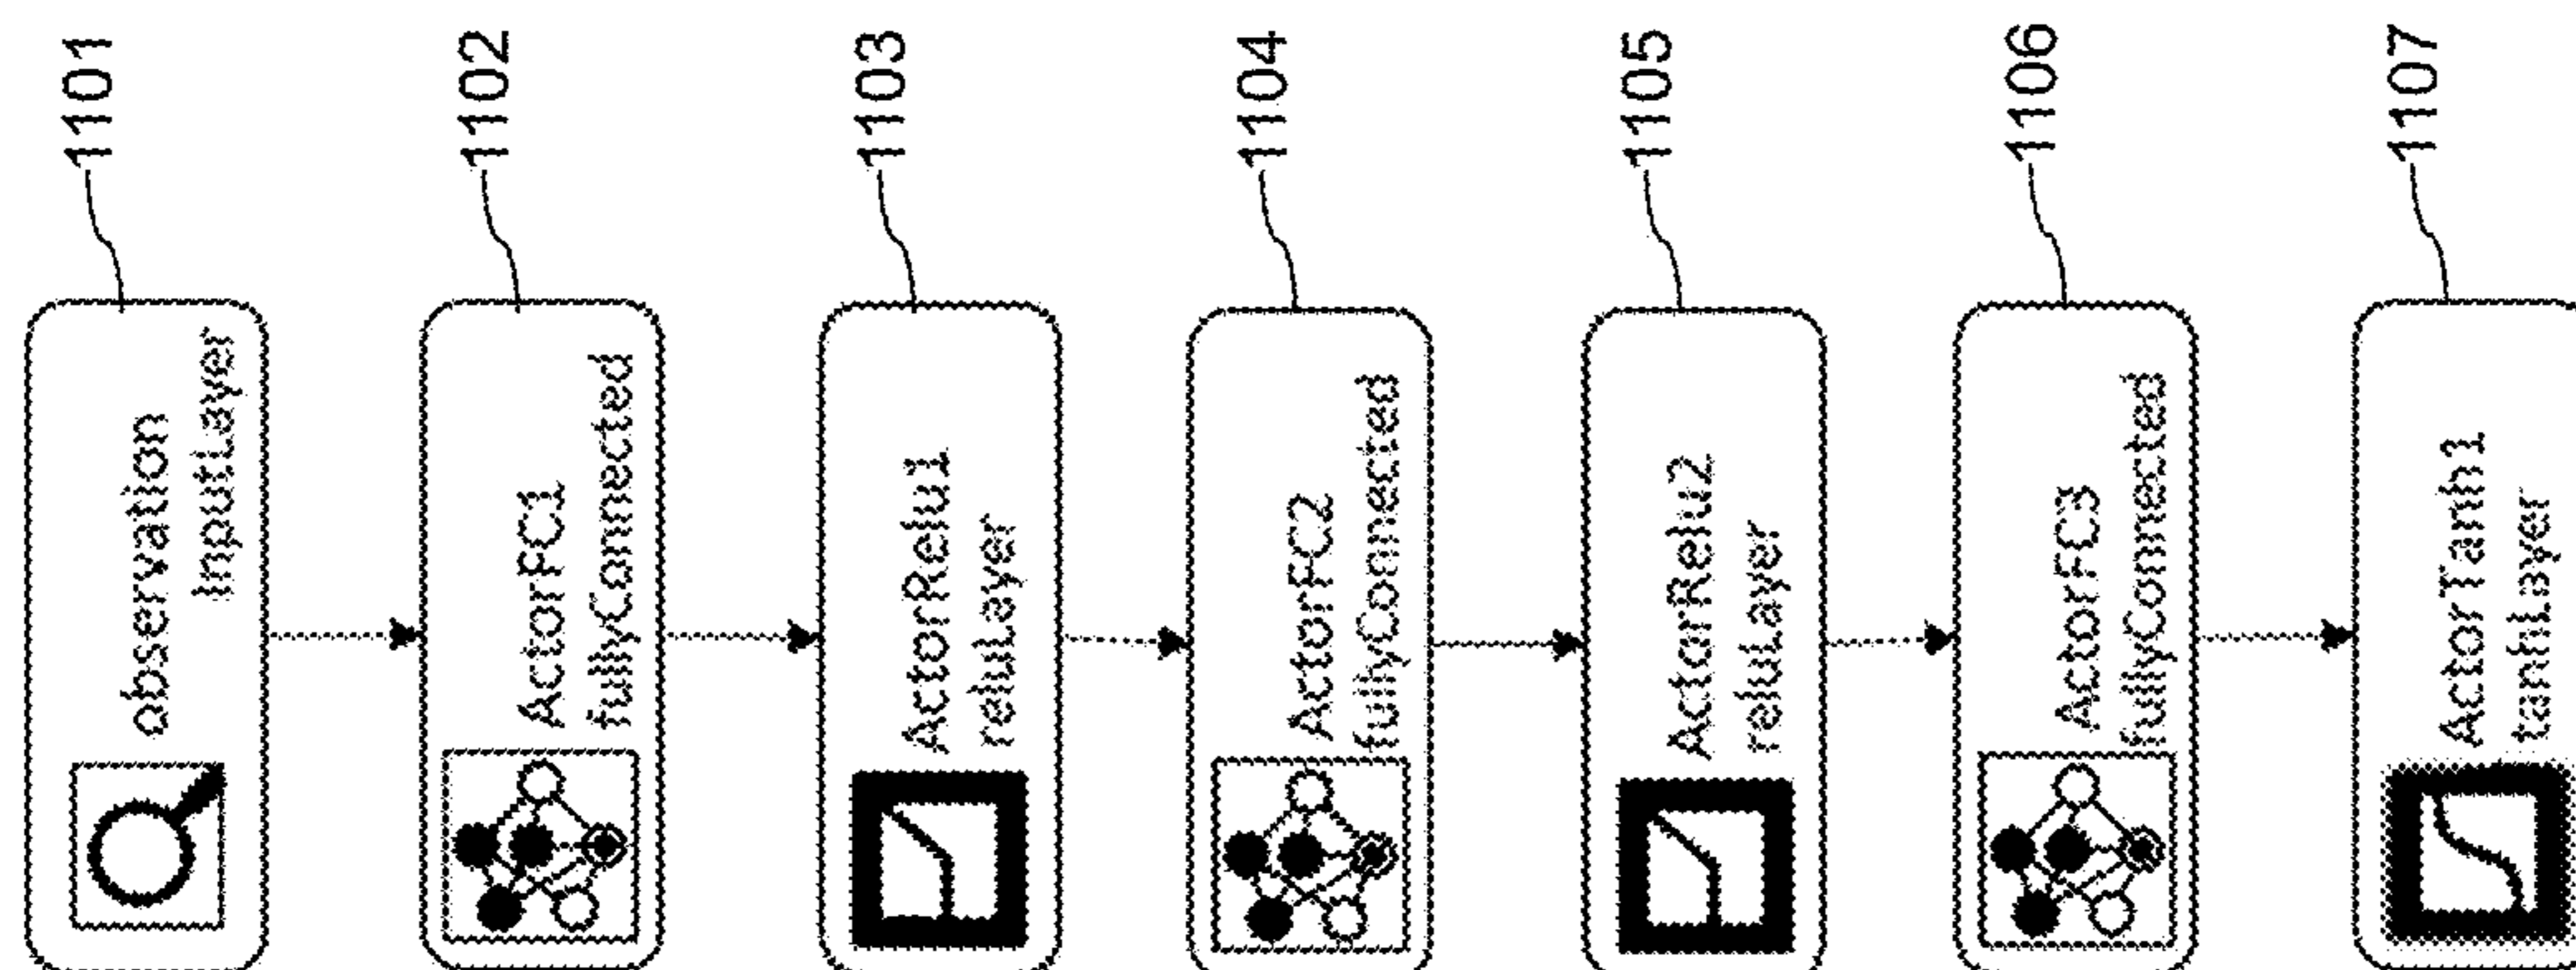 1101
observation
InputLayer
1102
ActorFC1
fullyConnected
1103
ActorRelu1
reluLayer
1104
ActorFC2
fullyConnected
1105
ActorRelu2
reluLayer
1106
ActorFC3
fullyConnected
1107
ActorTanh1
tanhLayer